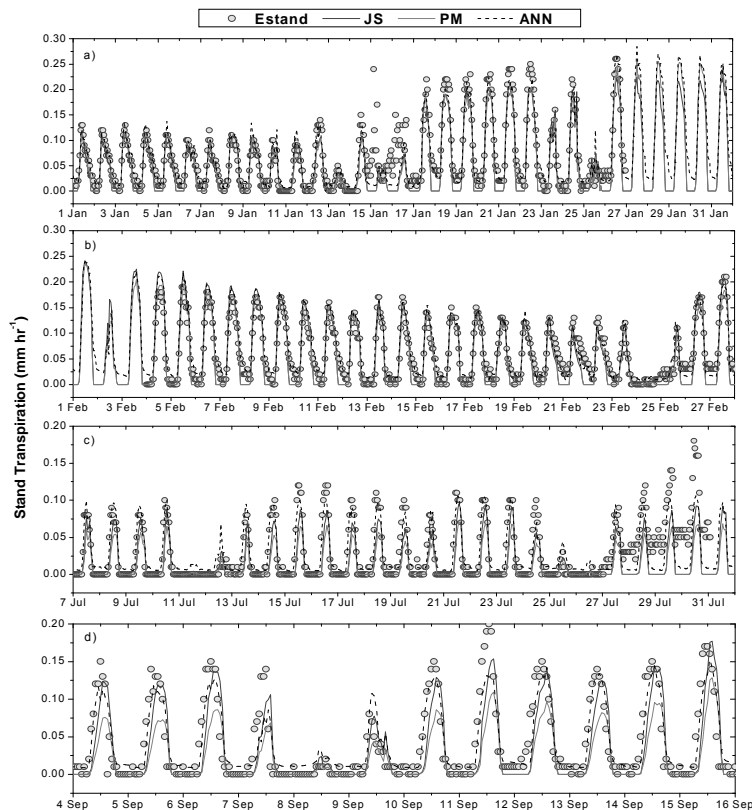 Estand JS PM ANN
a)
0.30
0.25
0.20
0.15
0.10
0.05
0.00
1 Jan 3 Jan 5 Jan 7 Jan 9 Jan 11 Jan 13 Jan 15 Jan 17 Jan 19 Jan 21 Jan 23 Jan 25 Jan 27 Jan 29 Jan 31 Jan
b)
0.30
0.25
0.20
0.15
0.10
0.05
0.00
1 Feb 3 Feb 5 Feb 7 Feb 9 Feb 11 Feb 13 Feb 15 Feb 17 Feb 19 Feb 21 Feb 23 Feb 25 Feb 27 Feb
Stand Transpiration (mm hr⁻¹)
c)
0.20
0.15
0.10
0.05
0.00
7 Jul 9 Jul 11 Jul 13 Jul 15 Jul 17 Jul 19 Jul 21 Jul 23 Jul 25 Jul 27 Jul 29 Jul 31 Jul
d)
0.20
0.15
0.10
0.05
0.00
4 Sep 5 Sep 6 Sep 7 Sep 8 Sep 9 Sep 10 Sep 11 Sep 12 Sep 13 Sep 14 Sep 15 Sep 16 Sep